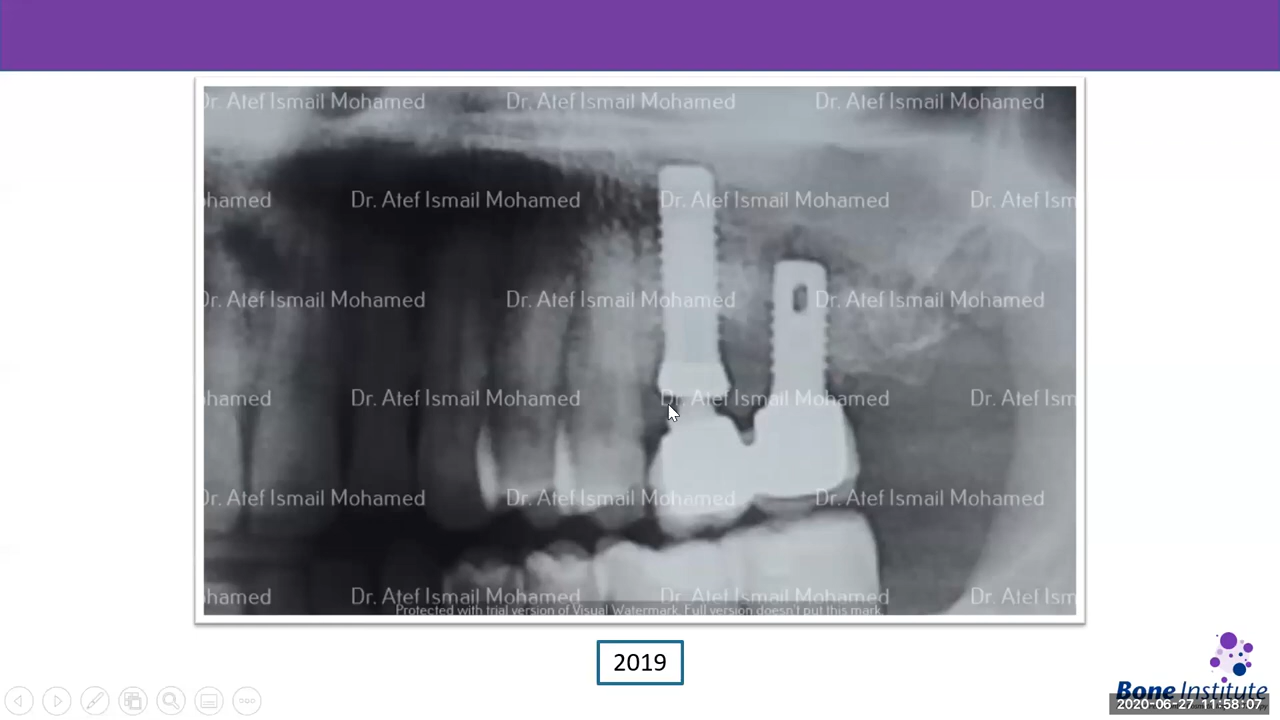 Dr. Atef Ismail Mohamed Dr. Atef Ismail Mohamed Dr. Atef Ismail Mohamed
hamed Dr. Atef Ismail Mohamed Dr. Atef Ismail Mohamed Dr. Atef Ism
Dr. Atef Ismail Mohamed Dr. Atef Ismail Mohamed Dr. Atef Ismail Mohamed
hamed Dr. Atef Ismail Mohamed Dr. Atef Ismail Mohamed Dr. Atef Ism
Dr. Atef Ismail Mohamed Dr. Atef Ismail Mohamed Dr. Atef Ismail Mohamed
hamed Dr. Atef Ismail Mohamed Dr. Atef Ismail Mohamed Dr. Atef Ism
Protected with trial version of Visual Watermark. Full version doesn't put this mark.
2019
Bone Institute
2020-06-27 11:58:07